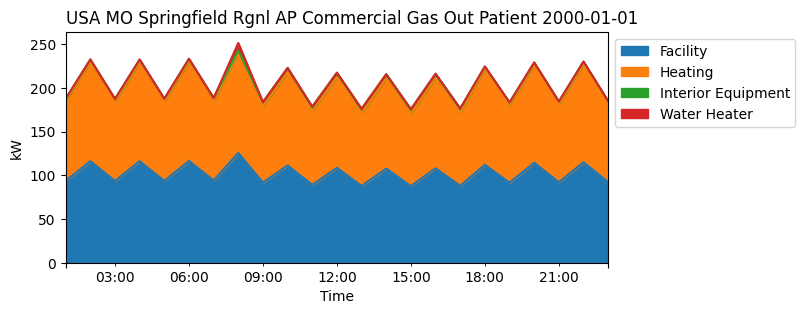 USA MO Springfield Rgnl AP Commercial Gas Out Patient 2000-01-01
250
200
150
100
50
0
kW
03:00 06:00 09:00 12:00 15:00 18:00 21:00
Time
Facility
Heating
Interior Equipment
Water Heater